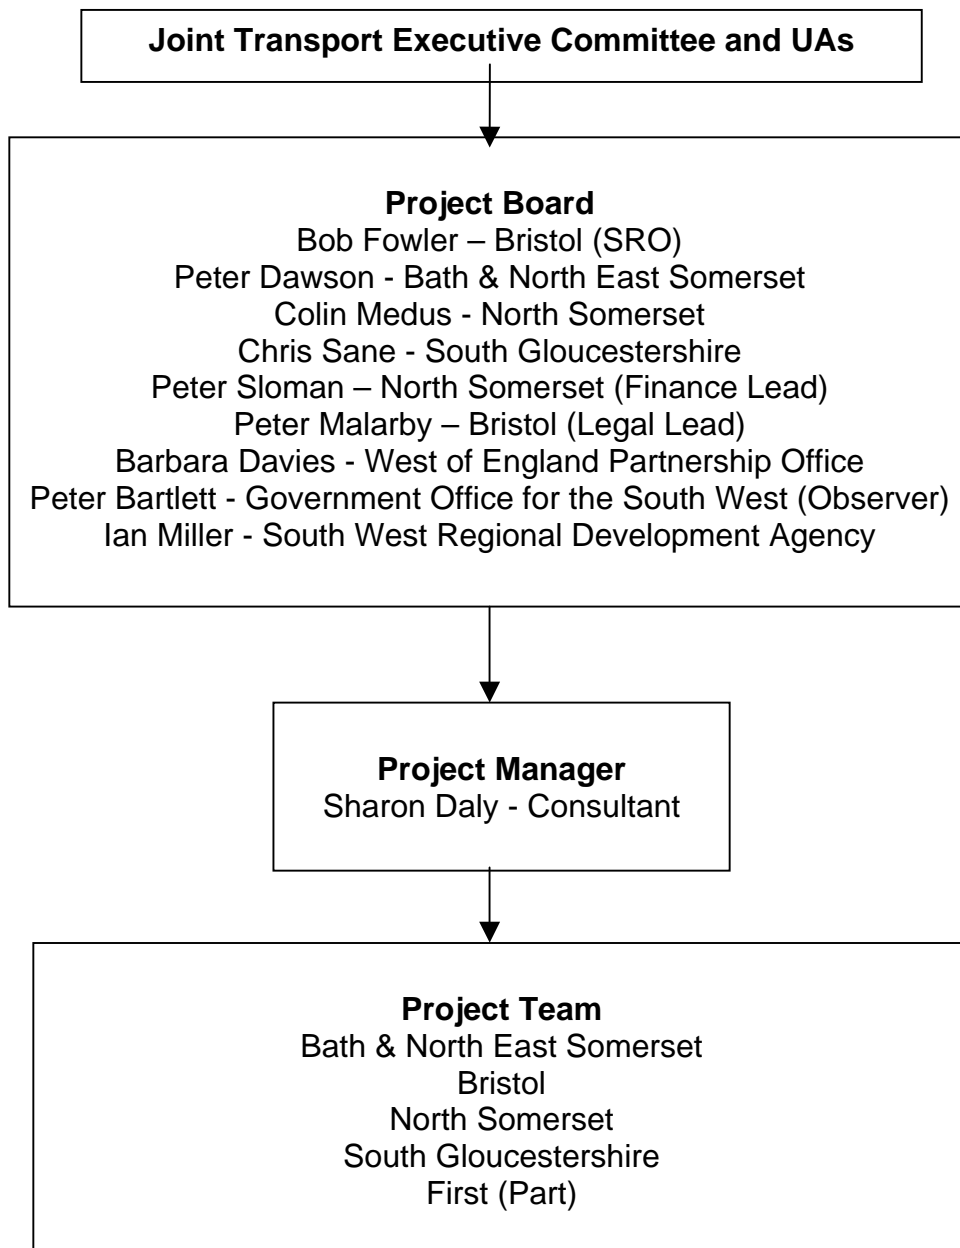 Joint Transport Executive Committee and UAs
Project Board
Bob Fowler – Bristol (SRO)
Peter Dawson - Bath & North East Somerset
Colin Medus - North Somerset
Chris Sane - South Gloucestershire
Peter Sloman – North Somerset (Finance Lead)
Peter Malarby – Bristol (Legal Lead)
Barbara Davies - West of England Partnership Office
Peter Bartlett - Government Office for the South West (Observer)
Ian Miller - South West Regional Development Agency
Project Manager
Sharon Daly - Consultant
Project Team
Bath & North East Somerset
Bristol
North Somerset
South Gloucestershire
First (Part)